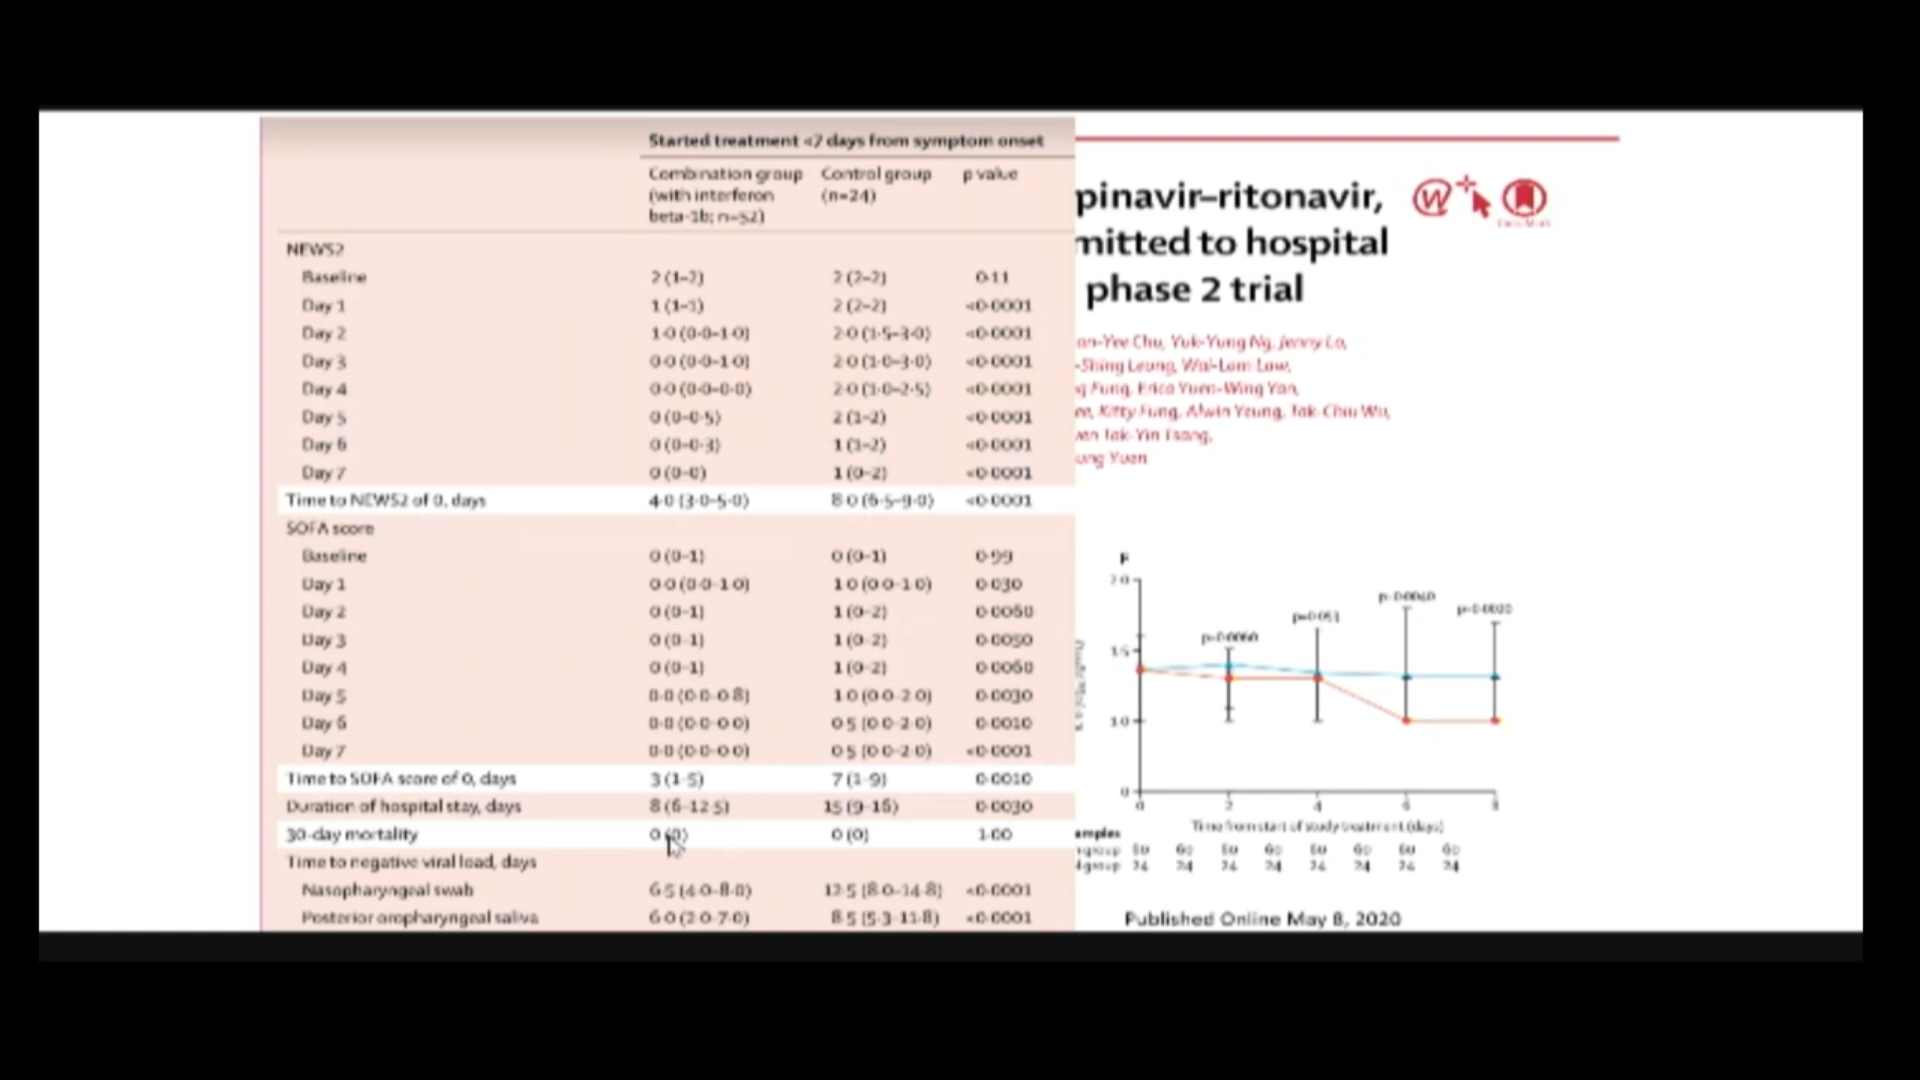 Started treatment <7 days from symptom onset
Combination group (with interferon beta-1b; n=52) Control group (n=24) p value
NEWS2
Baseline 2 (1–2) 2 (2–2) 0·11
Day 1 1 (1–1) 2 (2–2) <0·0001
Day 2 1·0 (0·0–1·0) 2·0 (1·5–3·0) <0·0001
Day 3 0·0 (0·0–1·0) 2·0 (1·0–3·0) <0·0001
Day 4 0·0 (0·0–0·0) 2·0 (1·0–2·5) <0·0001
Day 5 0 (0–0·5) 2 (1–2) <0·0001
Day 6 0 (0–0·3) 1 (1–2) <0·0001
Day 7 0 (0–0) 1 (0–2) <0·0001
Time to NEWS2 of 0, days 4·0 (3·0–5·0) 8·0 (6·5–9·0) <0·0001
SOFA score
Baseline 0 (0–1) 0 (0–1) 0·99
Day 1 0·0 (0·0–1·0) 1·0 (0·0–1·0) 0·030
Day 2 0 (0–1) 1 (0–2) 0·0060
Day 3 0 (0–1) 1 (0–2) 0·0050
Day 4 0 (0–1) 1 (0–2) 0·0060
Day 5 0·0 (0·0–0·8) 1·0 (0·0–2·0) 0·0030
Day 6 0·0 (0·0–0·0) 0·5 (0·0–2·0) 0·0010
Day 7 0·0 (0·0–0·0) 0·5 (0·0–2·0) <0·0001
Time to SOFA score of 0, days 3 (1–5) 7 (1–9) 0·0010
Duration of hospital stay, days 8 (6–12·5) 15 (9–16) 0·0030
30-day mortality 0 (0) 0 (0) 1·00
Time to negative viral load, days
Nasopharyngeal swab 6·5 (4·0–8·0) 12·5 (8·0–14·8) <0·0001
Posterior oropharyngeal saliva 6·0 (2·0–7·0) 8·5 (5·3–11·8) <0·0001
pinavir–ritonavir,
mitted to hospital
phase 2 trial
an-Yee Chu, Yuk-Yung Ng, Jenny Lo,
-Shing Leung, Wai-Lam Law,
g Fung, Erica Yuen-Wing Yan,
ee, Kitty Fung, Alwin Yeung, Tak-Chiu Wu,
Tak-Yin Tsang,
ung Yuen
F
2·0
p=0·051
1·5
1·0
0
0 2 4 6 8
Time from start of study treatment (days)
Published Online May 8, 2020